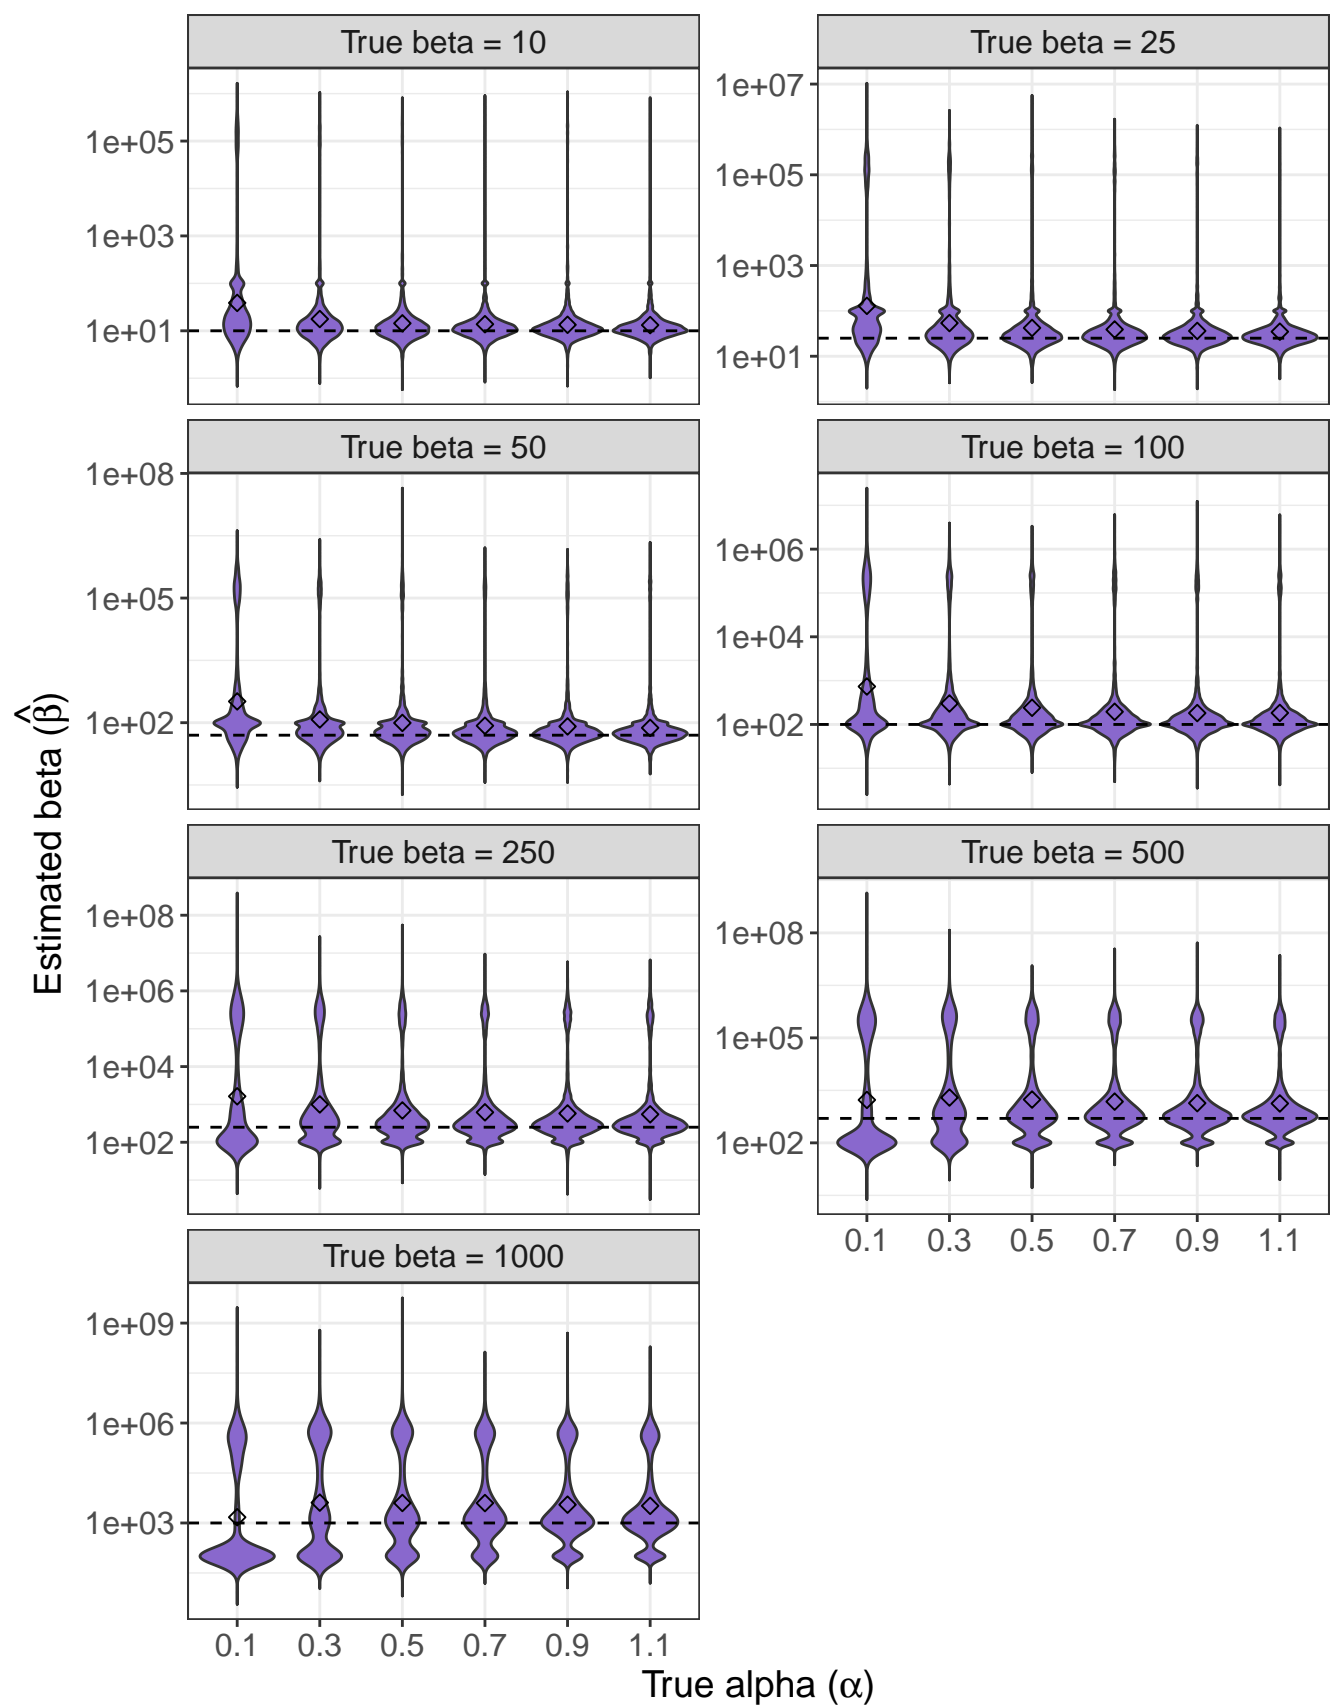 True beta = 10
True beta = 25
1e+05
1e+03
1e+01
1e+07
1e+05
1e+03
1e+01
True beta = 50
True beta = 100
1e+08
1e+05
1e+02
1e+06
1e+04
1e+02
Estimated beta (β̂)
True beta = 250
True beta = 500
1e+08
1e+06
1e+04
1e+02
1e+08
1e+05
1e+02
0.1 0.3 0.5 0.7 0.9 1.1
True beta = 1000
1e+09
1e+06
1e+03
0.1 0.3 0.5 0.7 0.9 1.1
True alpha (α)